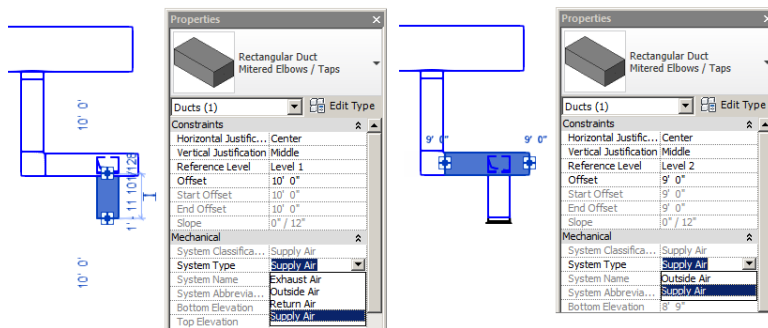 10' 0'
1' - 11 101/128
10' 0'
Properties
Rectangular Duct
Mitered Elbows / Taps
Ducts (1)
Edit Type
Constraints
Horizontal Justific... Center
Vertical Justification Middle
Reference Level Level 1
Offset 10' 0"
Start Offset 10' 0"
End Offset 10' 0"
Slope 0" / 12"
Mechanical
System Classifica... Supply Air
System Type Supply Air
System Name Exhaust Air
System Abbrevia... Outside Air
Bottom Elevation Return Air
Top Elevation Supply Air
9' 0"
9' 0"
Properties
Rectangular Duct
Mitered Elbows / Taps
Ducts (1)
Edit Type
Constraints
Horizontal Justific... Center
Vertical Justification Middle
Reference Level Level 2
Offset 9' 0"
Start Offset 9' 0"
End Offset 9' 0"
Slope 0" / 12"
Mechanical
System Classifica... Supply Air
System Type Supply Air
System Name Outside Air
System Abbrevia... Supply Air
Bottom Elevation 8' 9"